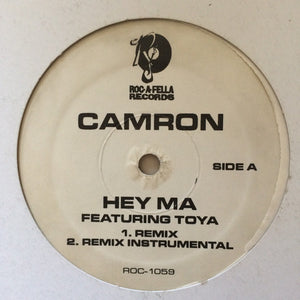 ROC-A-FELLA
RECORDS
CAMRON
SIDE A
HEY MA
FEATURING TOYA
1. REMIX
2. REMIX INSTRUMENTAL
ROC-1059